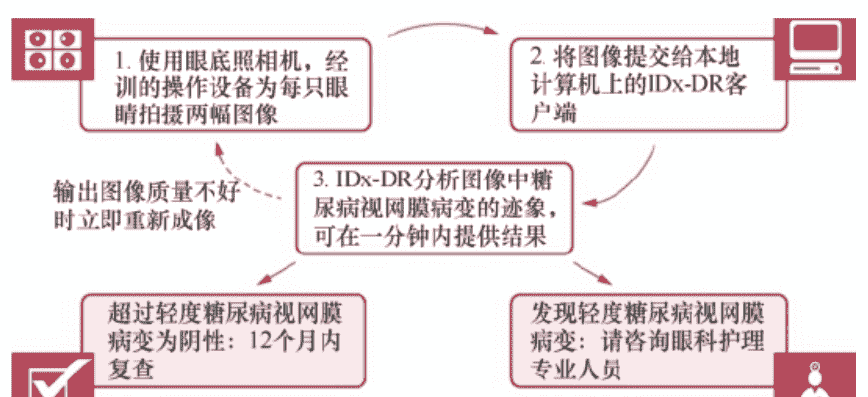 1. 使用眼底照相机，经
训的操作设备为每只眼
睛拍摄两幅图像
2. 将图像提交给本地
计算机上的IDx-DR客
户端
3. IDx-DR分析图像中糖
尿病视网膜病变的迹象，
可在一分钟内提供结果
输出图像质量不好
时立即重新成像
超过轻度糖尿病视网膜
病变为阴性：12个月内
复查
发现轻度糖尿病视网膜
病变：请咨询眼科护理
专业人员